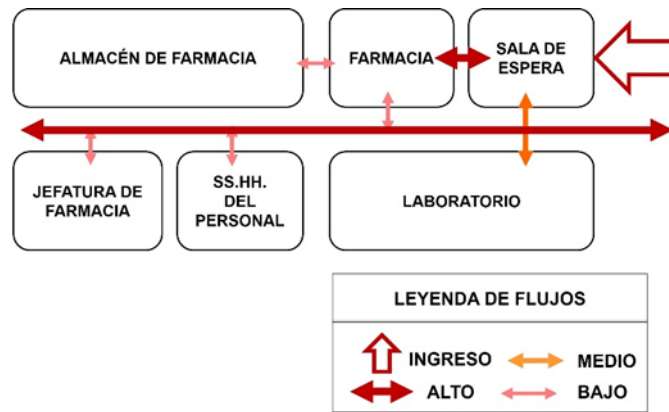 ALMACÉN DE FARMACIA
FARMACIA
SALA DE
ESPERA
JEFATURA DE
FARMACIA
SS.HH.
DEL
PERSONAL
LABORATORIO
LEYENDA DE FLUJOS
INGRESO
MEDIO
ALTO
BAJO